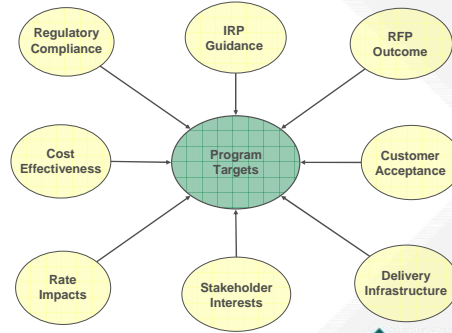 Regulatory
Compliance
IRP
Guidance
RFP
Outcome
Cost
Effectiveness
Program
Targets
Customer
Acceptance
Rate
Impacts
Stakeholder
Interests
Delivery
Infrastructure